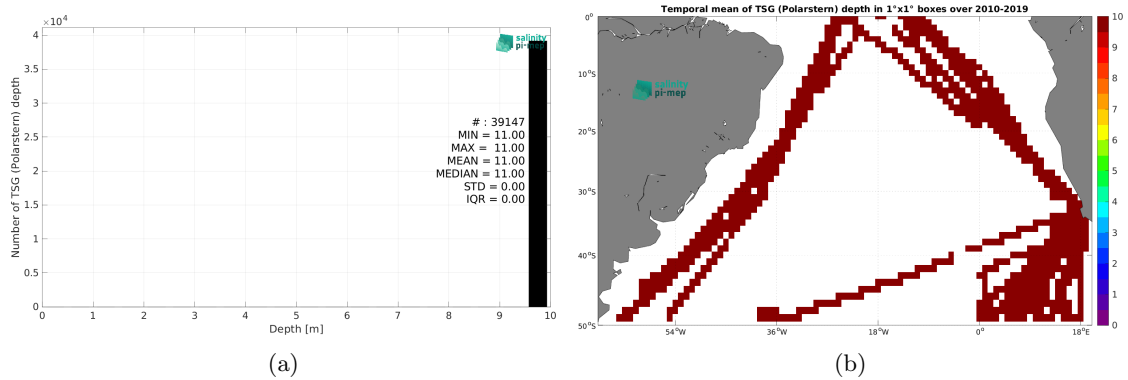 ×10⁴
4
3.5
3
2.5
2
1.5
1
0.5
0
Number of TSG (Polarstern) depth
salinity
pi-mep
# : 39147
MIN = 11.00
MAX = 11.00
MEAN = 11.00
MEDIAN = 11.00
STD = 0.00
IQR = 0.00
0 1 2 3 4 5 6 7 8 9 10
Depth [m]
(a)
Temporal mean of TSG (Polarstern) depth in 1°x1° boxes over 2010-2019
0°
10°S
20°S
30°S
40°S
50°S
salinity
pi-mep
54°W 36°W 18°W 0° 18°E
10
9
8
7
6
5
4
3
2
1
0
(b)